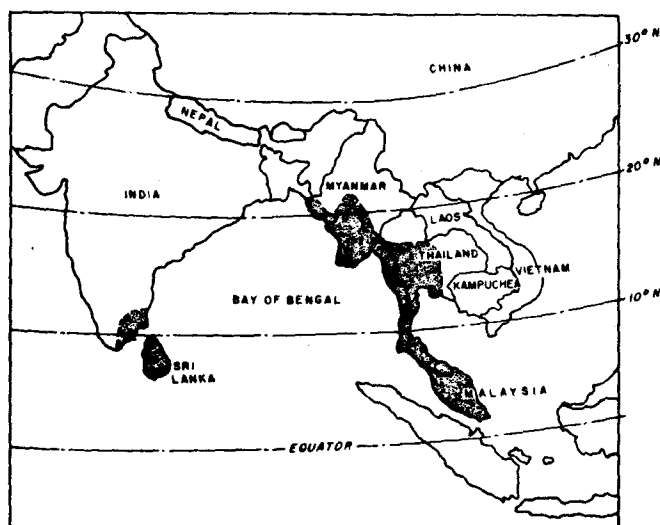 30° N
CHINA
NEPAL
20° N
MYANMAR
INDIA
LAOS
THAILAND
VIETNAM
KAMPUCHEA
BAY OF BENGAL
10° N
SRI
LANKA
MALAYSIA
EQUATOR